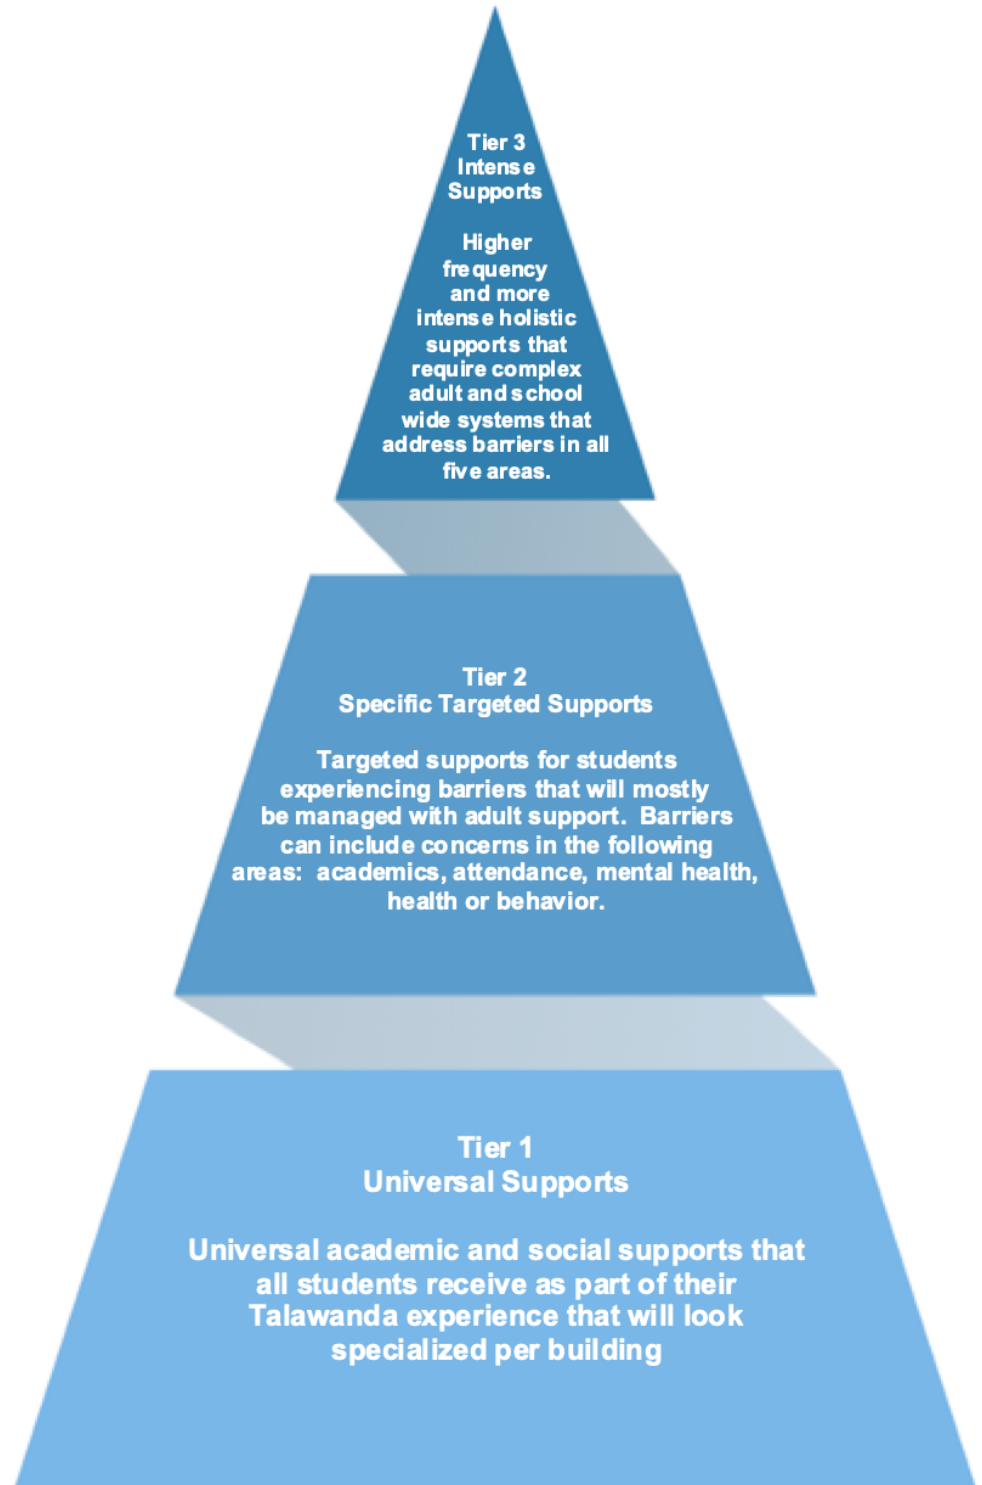 Tier 3
Intense
Supports
Higher
frequency
and more
intense holistic
supports that
require complex
adult and school
wide systems that
address barriers in all
five areas.
Tier 2
Specific Targeted Supports
Targeted supports for students
experiencing barriers that will mostly
be managed with adult support.  Barriers
can include concerns in the following
areas:  academics, attendance, mental health,
health or behavior.
Tier 1
Universal Supports
Universal academic and social supports that
all students receive as part of their
Talawanda experience that will look
specialized per building